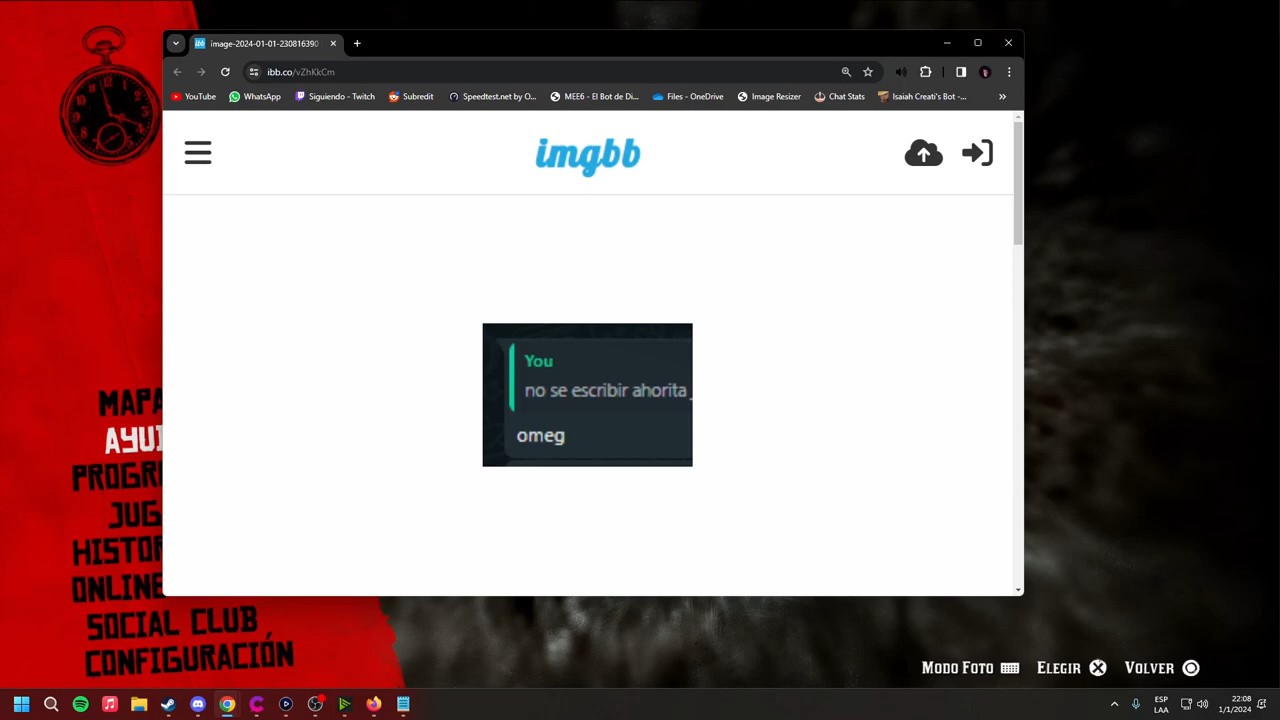 image-2024-01-01-230816390
ibb.co/vZhKkCm
YouTube
WhatsApp
Siguiendo - Twitch
Subredit
Speedtest.net by O...
MEE6 - El Bot de Di...
Files - OneDrive
Image Resizer
Chat Stats
Isaiah Creati's Bot -...
»
imgbb
You
no se escribir ahorita
omeg
MAPA
AYU
PROGR
JUG
HISTOR
ONLINE
SOCIAL CLUB
CONFIGURACIÓN
MODO FOTO
ELEGIR
VOLVER
ESP
LAA
22:08
1/1/2024